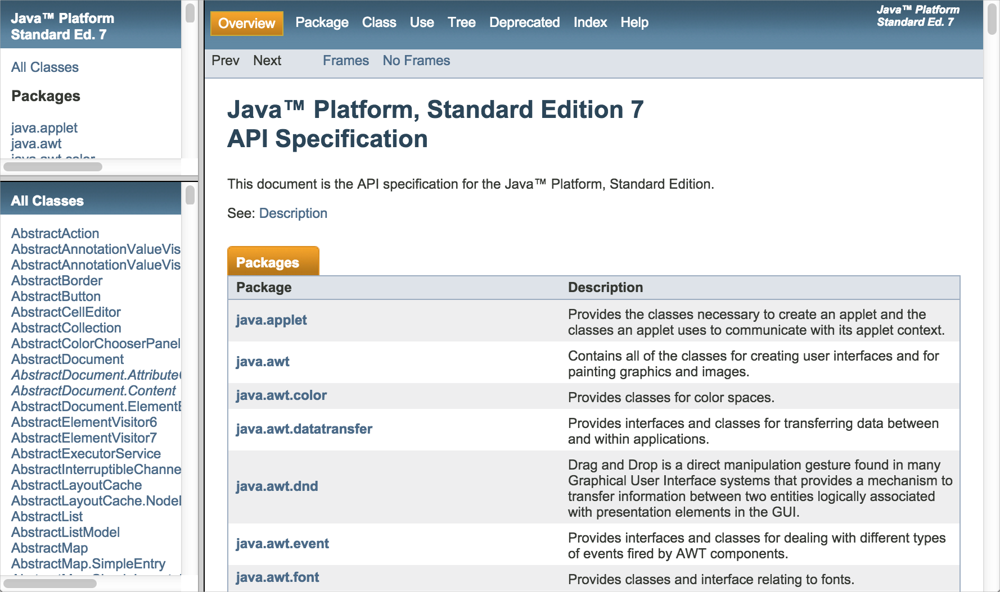 Java™ Platform
Standard Ed. 7
All Classes
Packages
java.applet
java.awt
java.awt.color
All Classes
AbstractAction
AbstractAnnotationValueVis
AbstractAnnotationValueVis
AbstractBorder
AbstractButton
AbstractCellEditor
AbstractCollection
AbstractColorChooserPanel
AbstractDocument
AbstractDocument.Attribute
AbstractDocument.Content
AbstractDocument.ElementE
AbstractElementVisitor6
AbstractElementVisitor7
AbstractExecutorService
AbstractInterruptibleChanne
AbstractLayoutCache
AbstractLayoutCache.Node
AbstractList
AbstractListModel
AbstractMap
AbstractMap.SimpleEntry
Overview Package Class Use Tree Deprecated Index Help
Java™ Platform
Standard Ed. 7
Prev Next Frames No Frames
Java™ Platform, Standard Edition 7
API Specification
This document is the API specification for the Java™ Platform, Standard Edition.
See: Description
Packages
Package Description
java.applet Provides the classes necessary to create an applet and the
classes an applet uses to communicate with its applet context.
java.awt Contains all of the classes for creating user interfaces and for
painting graphics and images.
java.awt.color Provides classes for color spaces.
java.awt.datatransfer Provides interfaces and classes for transferring data between
and within applications.
java.awt.dnd Drag and Drop is a direct manipulation gesture found in many
Graphical User Interface systems that provides a mechanism to
transfer information between two entities logically associated
with presentation elements in the GUI.
java.awt.event Provides interfaces and classes for dealing with different types
of events fired by AWT components.
java.awt.font Provides classes and interface relating to fonts.